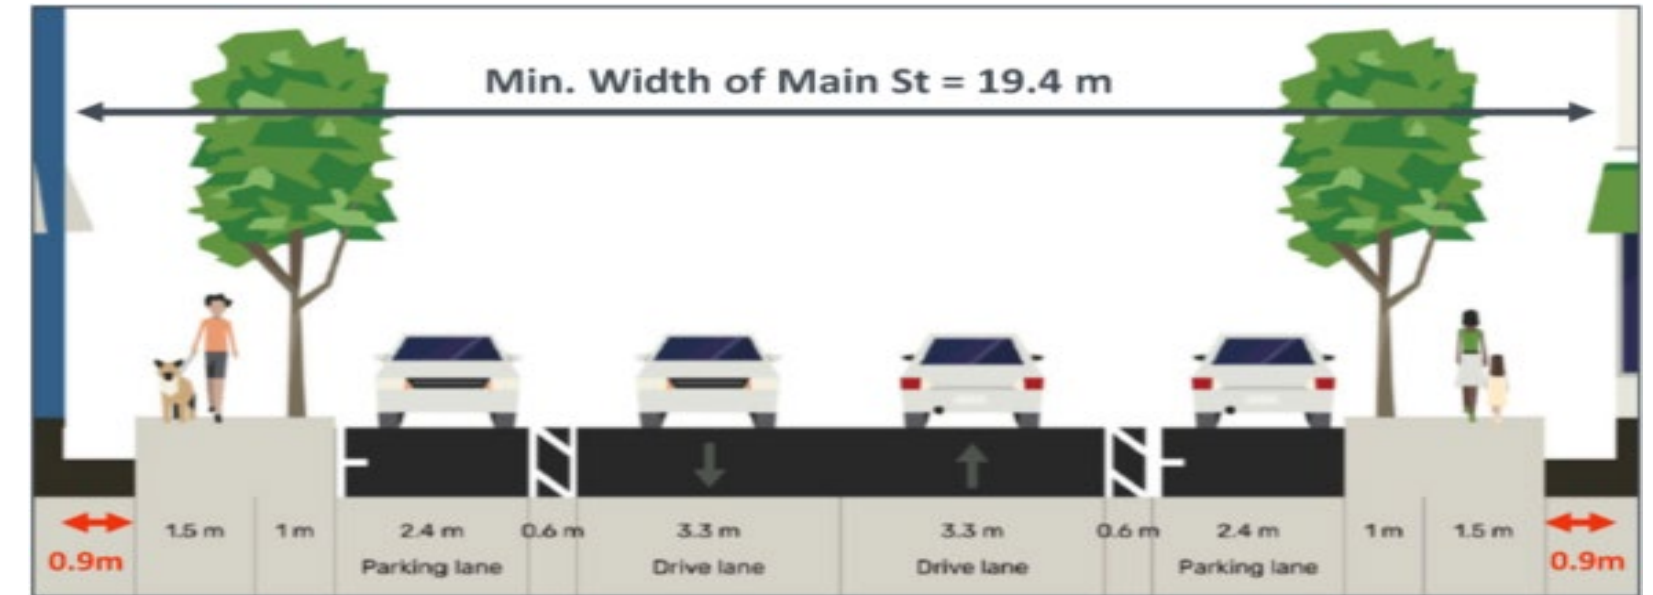 Min. Width of Main St = 19.4 m
1.5 m 1 m 2.4 m 0.6 m 3.3 m 3.3 m 0.6 m 2.4 m 1 m 1.5 m
0.9m Parking lane Drive lane Drive lane Parking lane 0.9m